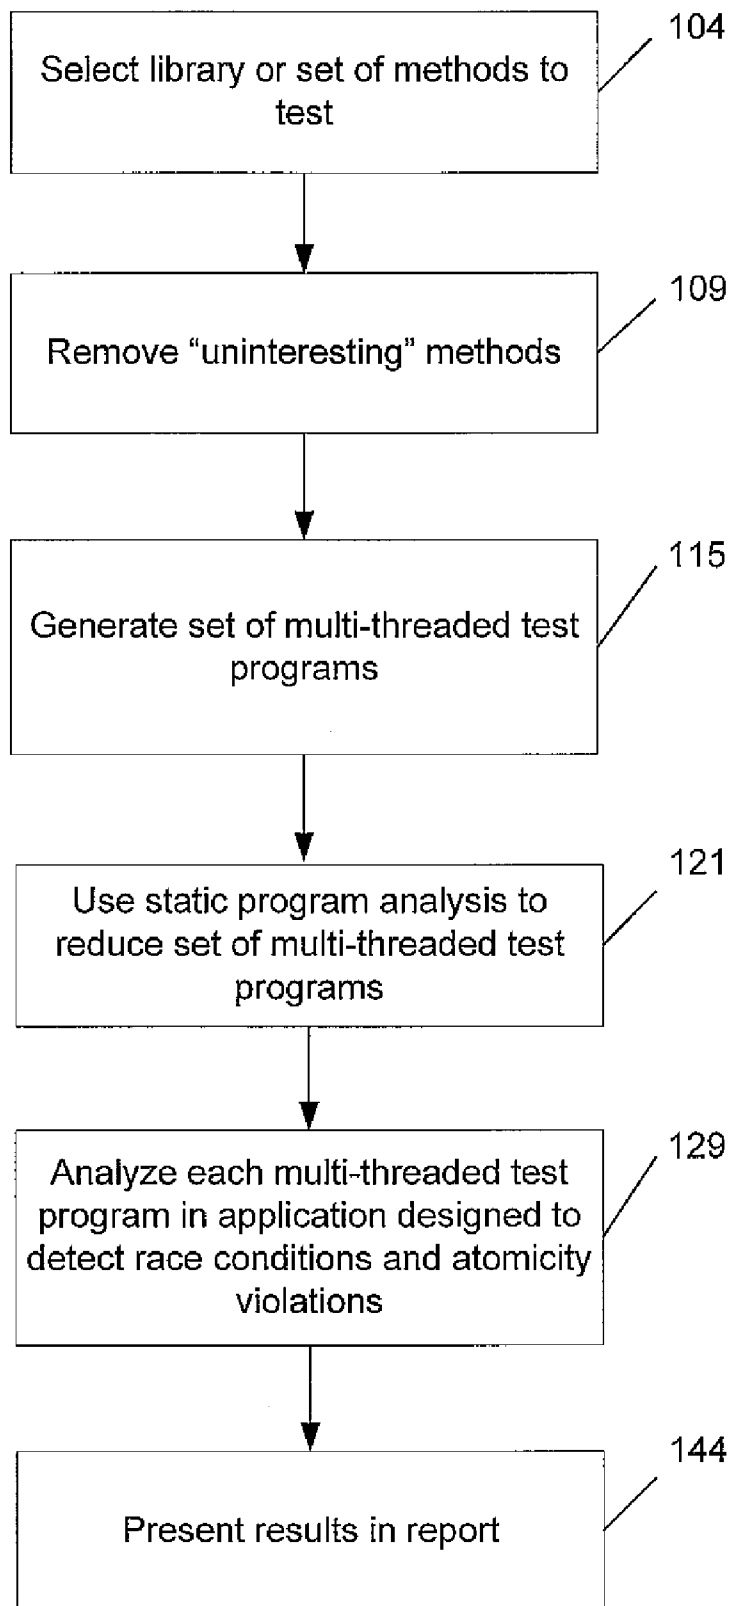 104
Select library or set of methods to
test
109
Remove “uninteresting” methods
115
Generate set of multi-threaded test
programs
121
Use static program analysis to
reduce set of multi-threaded test
programs
129
Analyze each multi-threaded test
program in application designed to
detect race conditions and atomicity
violations
144
Present results in report